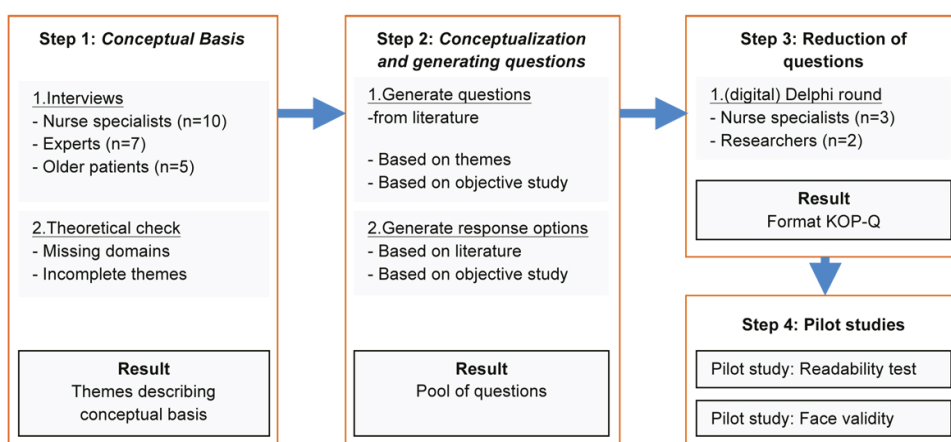 Step 1: Conceptual Basis
1.Interviews
- Nurse specialists (n=10)
- Experts (n=7)
- Older patients (n=5)
2.Theoretical check
- Missing domains
- Incomplete themes
Result
Themes describing
conceptual basis
Step 2: Conceptualization
and generating questions
1.Generate questions
-from literature
- Based on themes
- Based on objective study
2.Generate response options
- Based on literature
- Based on objective study
Result
Pool of questions
Step 3: Reduction of
questions
1.(digital) Delphi round
- Nurse specialists (n=3)
- Researchers (n=2)
Result
Format KOP-Q
Step 4: Pilot studies
Pilot study: Readability test
Pilot study: Face validity